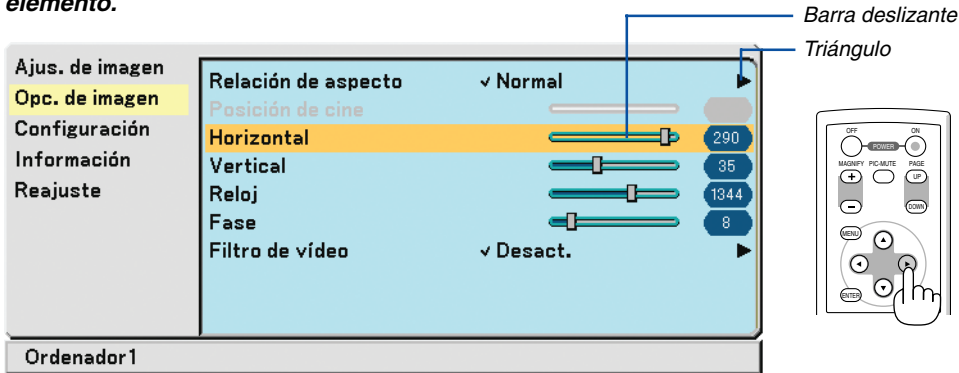 elemento.
Barra deslizante
Triángulo
Ajus. de imagen
Opc. de imagen
Configuración
Información
Reajuste
Relación de aspecto ✓ Normal
Posición de cine
Horizontal 290
Vertical 35
Reloj 1344
Fase 8
Filtro de vídeo ✓ Desact.
Ordenador1
OFF ON
POWER
MAGNIFY PIC-MUTE PAGE
UP
DOWN
MENU
ENTER